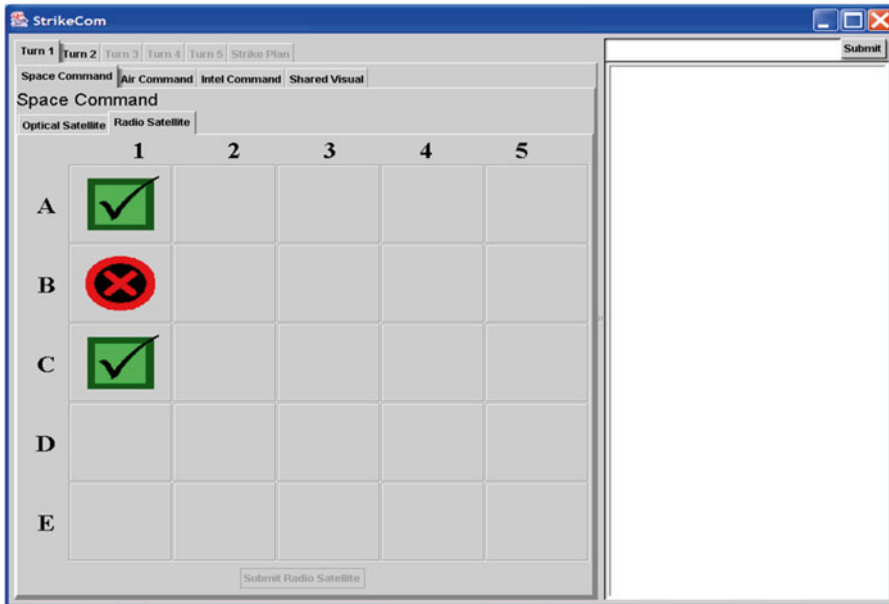 StrikeCom
Turn 1 Turn 2 Turn 3 Turn 4 Turn 5 Strike Plan
Submit
Space Command Air Command Intel Command Shared Visual
Space Command
Optical Satellite Radio Satellite
1 2 3 4 5
A
B
C
D
E
Submit Radio Satellite